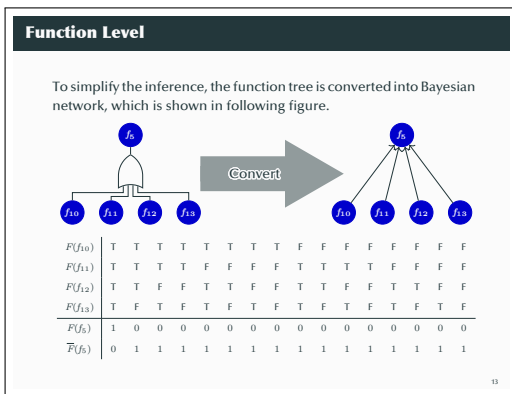 Function Level
To simplify the inference, the function tree is converted into Bayesian
network, which is shown in following figure.
f₅ f₅
Convert
f₁₀ f₁₁ f₁₂ f₁₃ f₁₀ f₁₁ f₁₂ f₁₃
F(f₁₀) T T T T T T T T F F F F F F F F
F(f₁₁) T T T T F F F F T T T T F F F F
F(f₁₂) T T F F T T F F T T F F T T F F
F(f₁₃) T F T F T F T F T F T F T F T F
F(f₅) 1 0 0 0 0 0 0 0 0 0 0 0 0 0 0 0
F̅(f₅) 0 1 1 1 1 1 1 1 1 1 1 1 1 1 1 1
13